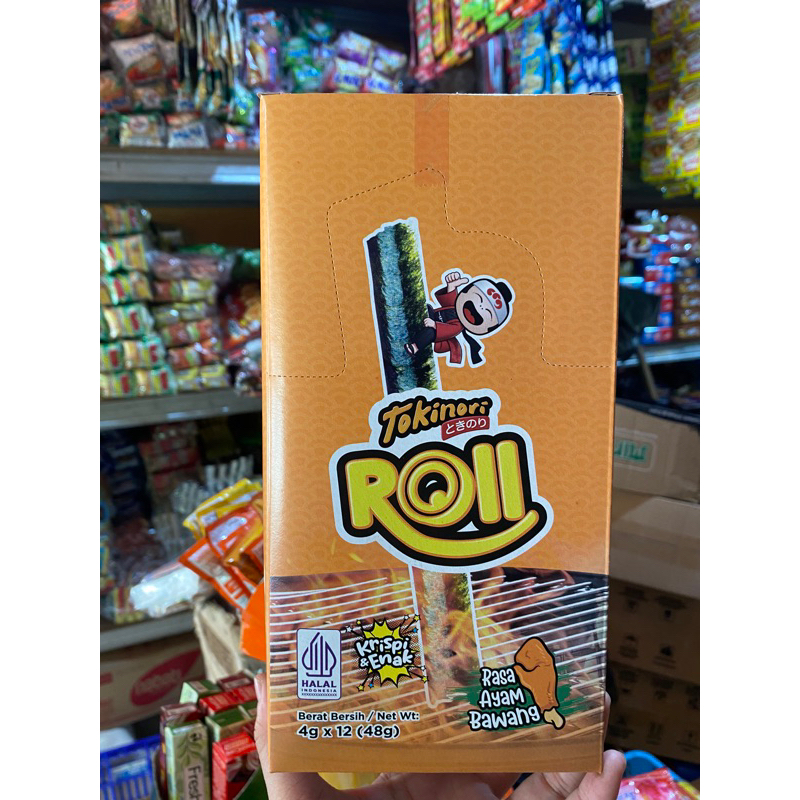 Tokinori
ときのり
ROll
Krispi
& Enak
HALAL
INDONESIA
Rasa
Ayam
Bawang
Berat Bersih / Net Wt:
4g x 12 (48g)
Fresh